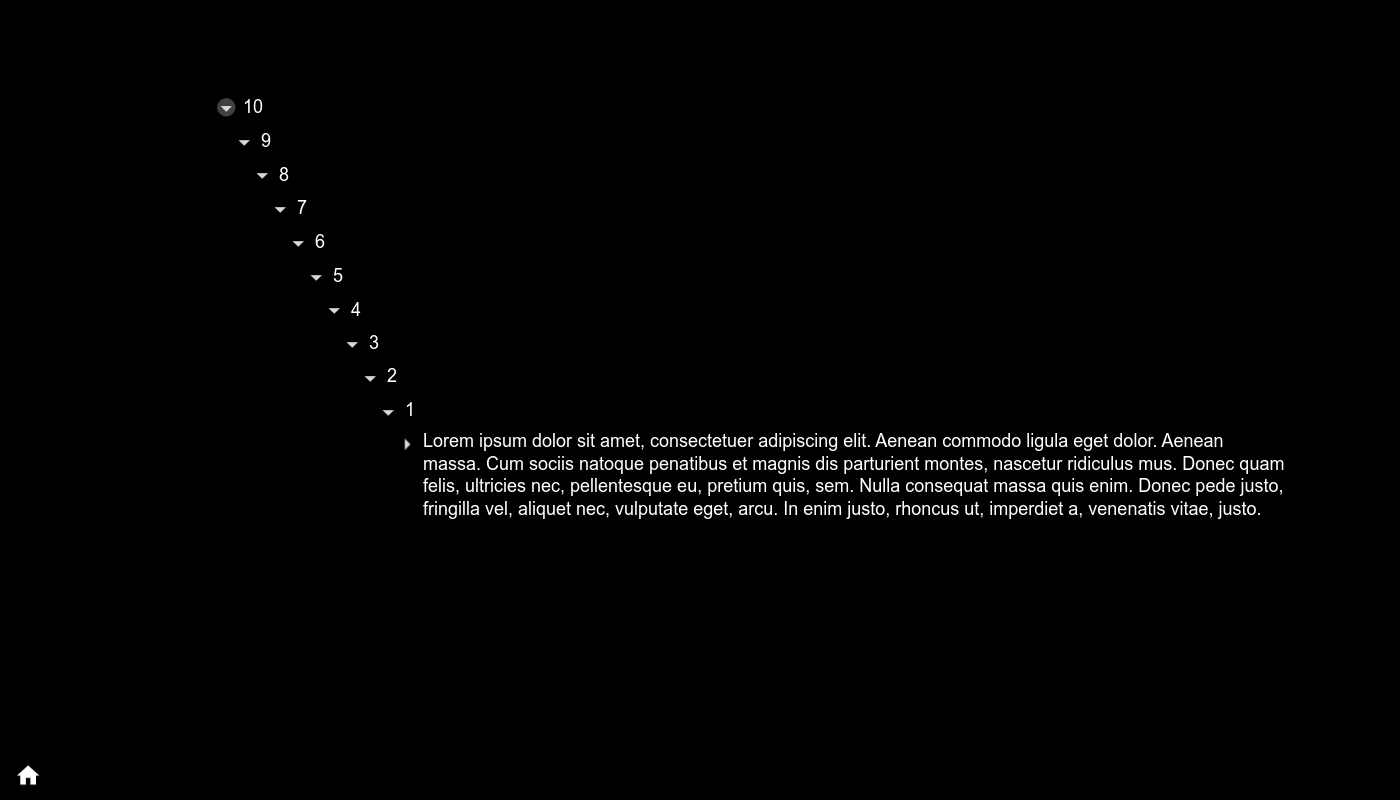 10
9
8
7
6
5
4
3
2
1
Lorem ipsum dolor sit amet, consectetuer adipiscing elit. Aenean commodo ligula eget dolor. Aenean
massa. Cum sociis natoque penatibus et magnis dis parturient montes, nascetur ridiculus mus. Donec quam
felis, ultricies nec, pellentesque eu, pretium quis, sem. Nulla consequat massa quis enim. Donec pede justo,
fringilla vel, aliquet nec, vulputate eget, arcu. In enim justo, rhoncus ut, imperdiet a, venenatis vitae, justo.